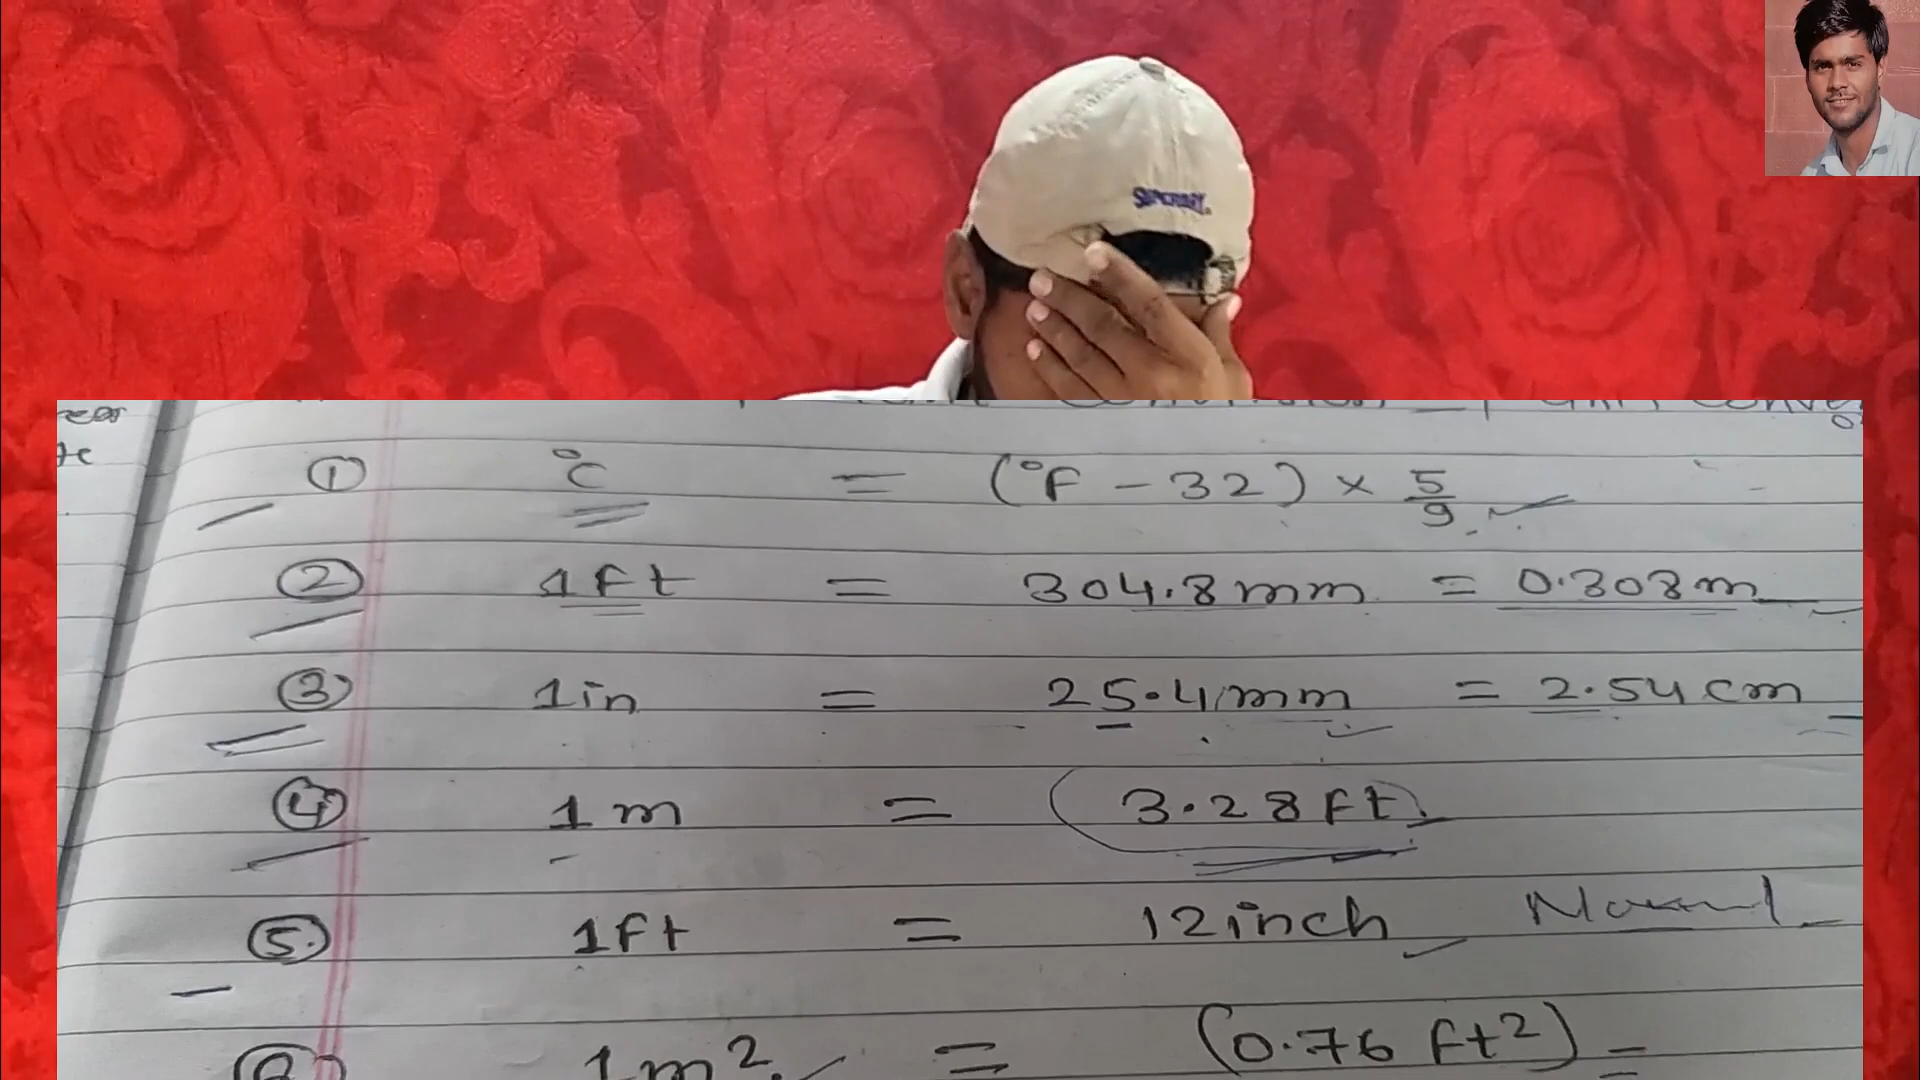 SUPERDRY.
① °C = (°F - 32) × 5/9
② 1Ft = 304.8mm = 0.308m
③ 1in = 25.4mm = 2.54cm
④ 1m = (3.28Ft)
⑤ 1Ft = 12inch
1m² = (0.76 ft²) =